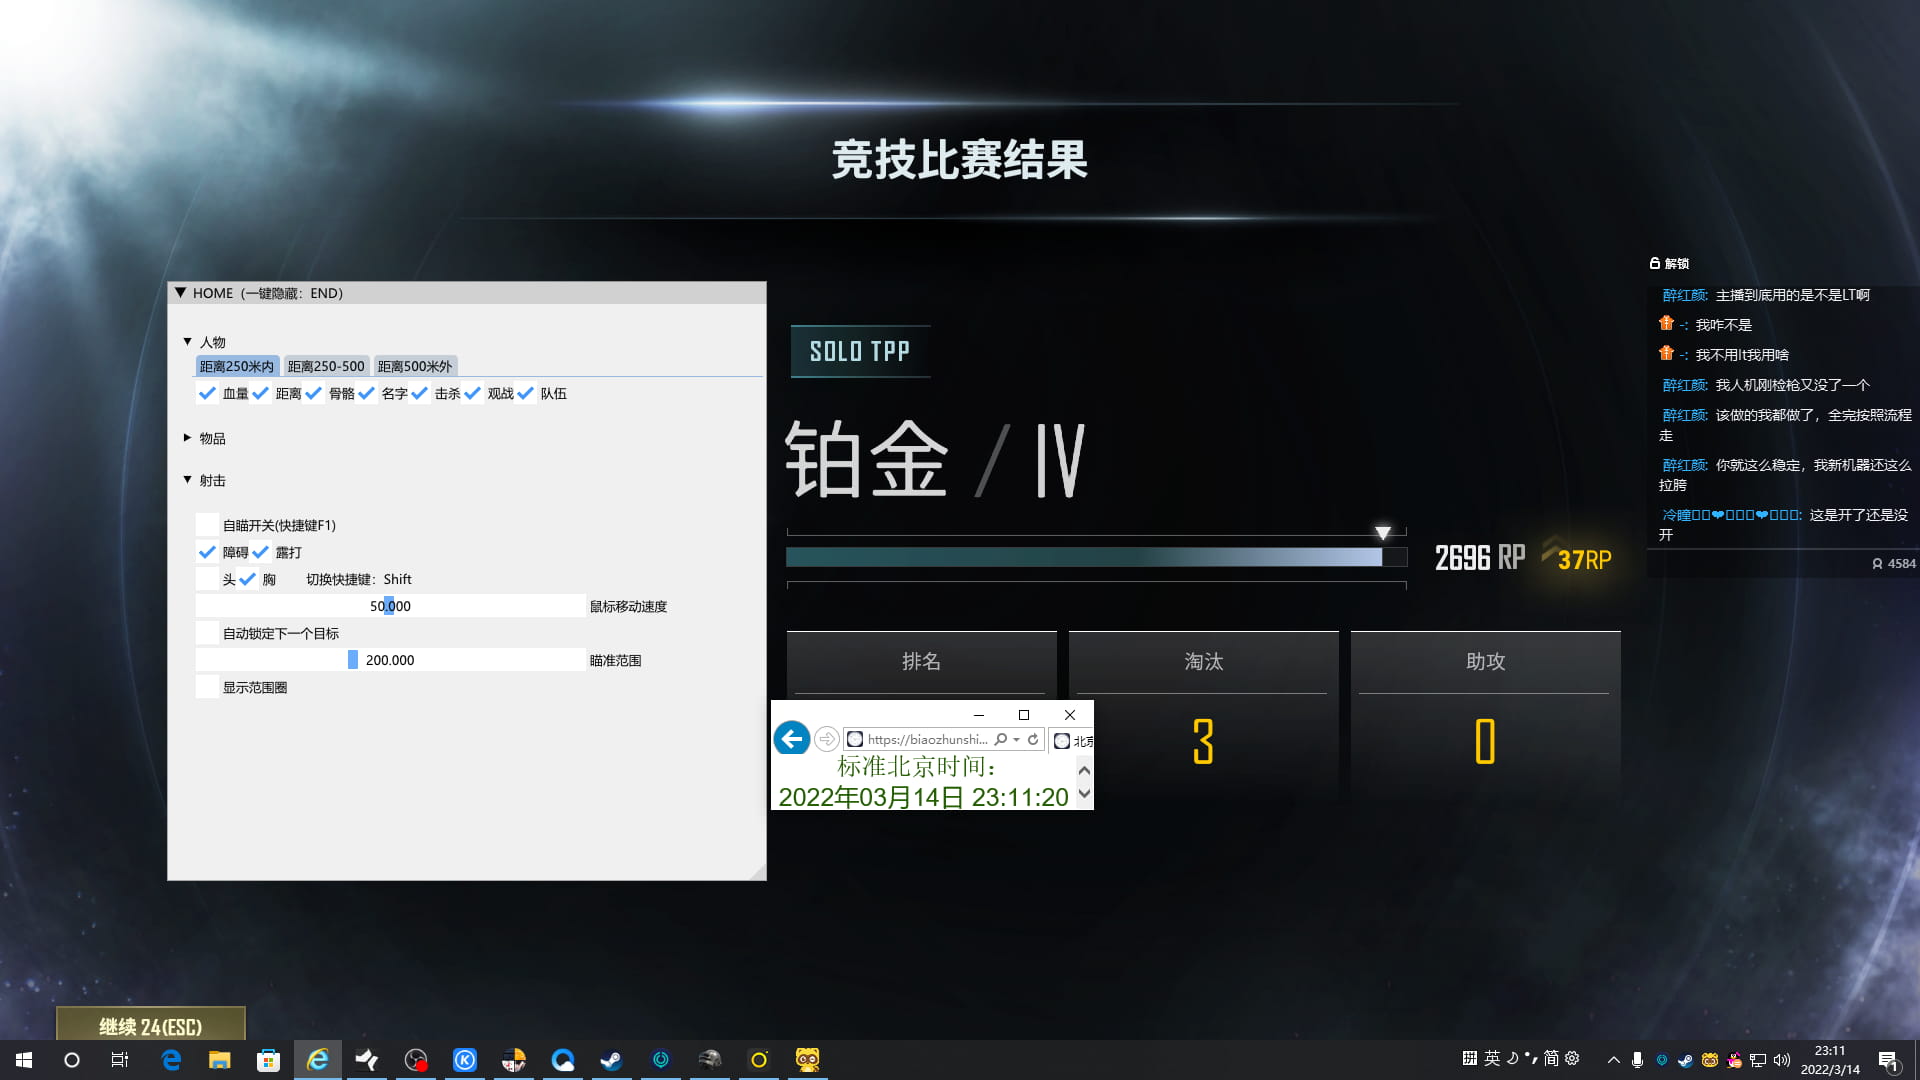 竞技比赛结果
HOME（一键隐藏：END）
人物
距离250米内 距离250-500 距离500米外
血量 距离 骨骼 名字 击杀 观战 队伍
物品
射击
自瞄开关(快捷键F1)
障碍 露打
头 胸 切换快捷键：Shift
50.000 鼠标移动速度
自动锁定下一个目标
200.000 瞄准范围
显示范围圈
SOLO TPP
铂金 / IV
2696 RP 37RP
排名 淘汰 助攻
3 0
https://biaozhunshi... 北京
标准北京时间：
2022年03月14日 23:11:20
解锁
醉红颜: 主播到底用的是不是LT啊
-: 我咋不是
-: 我不用lt我用啥
醉红颜: 我人机刚检枪又没了一个
醉红颜: 该做的我都做了，全完按照流程
走
醉红颜: 你就这么稳定，我新机器还这么
拉胯
冷瞳❤❤: 这是开了还是没
开
4584
继续 24(ESC)
英 简 23:11
2022/3/14
1